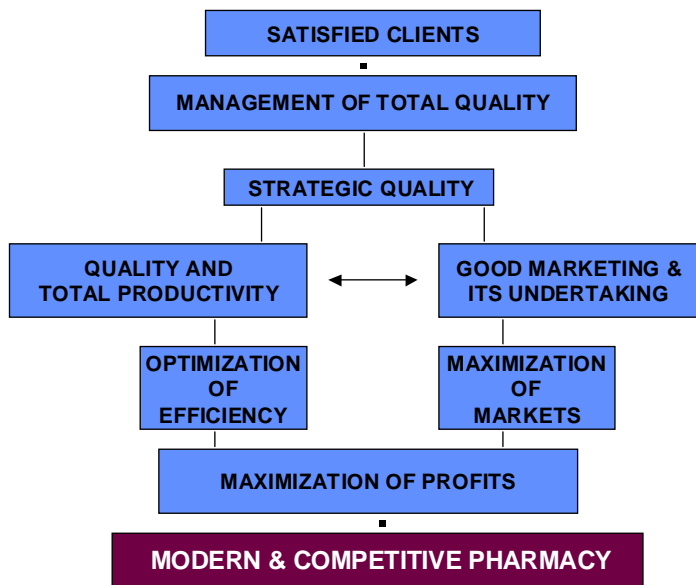 SATISFIED CLIENTS
MANAGEMENT OF TOTAL QUALITY
STRATEGIC QUALITY
QUALITY AND
TOTAL PRODUCTIVITY
GOOD MARKETING &
ITS UNDERTAKING
OPTIMIZATION
OF
EFFICIENCY
MAXIMIZATION
OF
MARKETS
MAXIMIZATION OF PROFITS
MODERN & COMPETITIVE PHARMACY